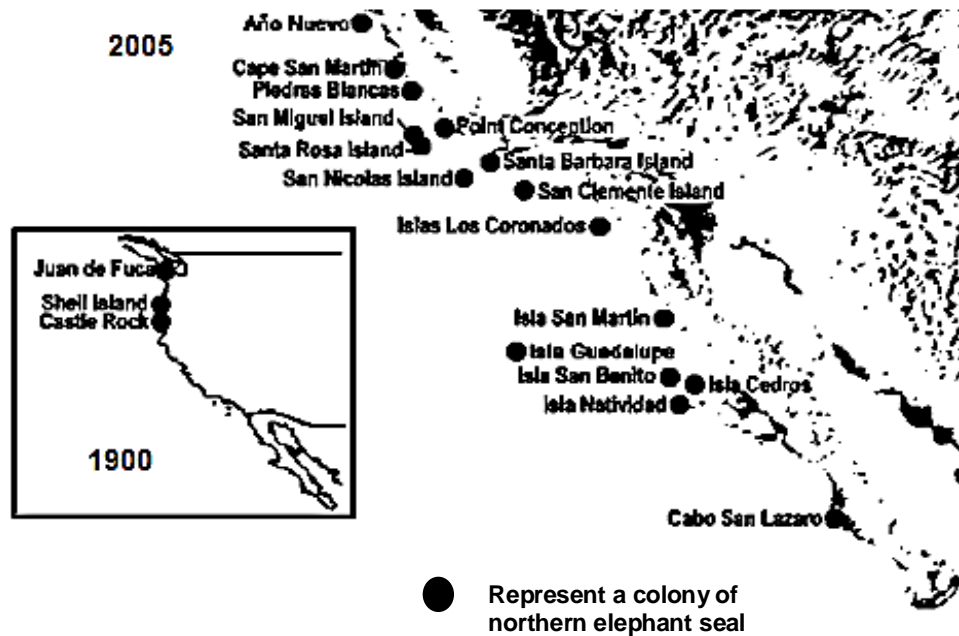 2005
Año Nuevo
Cape San Martin
Piedras Blancas
San Miguel Island
Point Conception
Santa Rosa Island
Santa Barbara Island
San Nicolas Island
San Clemente Island
Islas Los Coronados
Juan de Fuca
Shell Island
Castle Rock
1900
Isla San Martín
Isla Guadalupe
Isla San Benito
Isla Cedros
Isla Natividad
Cabo San Lazaro
Represent a colony of
northern elephant seal